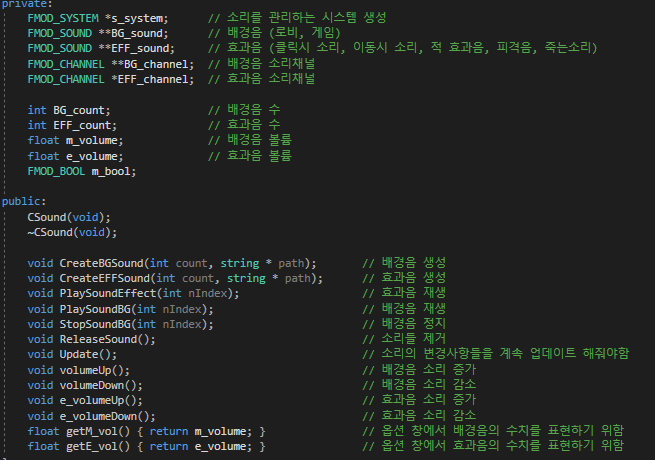 private:
FMOD_SYSTEM *s_system; // 소리를 관리하는 시스템 생성
FMOD_SOUND **BG_sound; // 배경음 (로비, 게임)
FMOD_SOUND **EFF_sound; // 효과음 (클릭시 소리, 이동시 소리, 적 효과음, 피격음, 죽는소리)
FMOD_CHANNEL **BG_channel; // 배경음 소리채널
FMOD_CHANNEL *EFF_channel; // 효과음 소리채널
int BG_count; // 배경음 수
int EFF_count; // 효과음 수
float m_volume; // 배경음 볼륨
float e_volume; // 효과음 볼륨
FMOD_BOOL m_bool;
public:
CSound(void);
~CSound(void);
void CreateBGSound(int count, string * path); // 배경음 생성
void CreateEFFSound(int count, string * path); // 효과음 생성
void PlaySoundEffect(int nIndex); // 효과음 재생
void PlaySoundBG(int nIndex); // 배경음 재생
void StopSoundBG(int nIndex); // 배경음 정지
void ReleaseSound(); // 소리들 제거
void Update(); // 소리의 변경사항들을 계속 업데이트 해줘야함
void volumeUp(); // 배경음 소리 증가
void volumeDown(); // 배경음 소리 감소
void e_volumeUp(); // 효과음 소리 증가
void e_volumeDown(); // 효과음 소리 감소
float getM_vol() { return m_volume; } // 옵션 창에서 배경음의 수치를 표현하기 위함
float getE_vol() { return e_volume; } // 옵션 창에서 효과음의 수치를 표현하기 위함